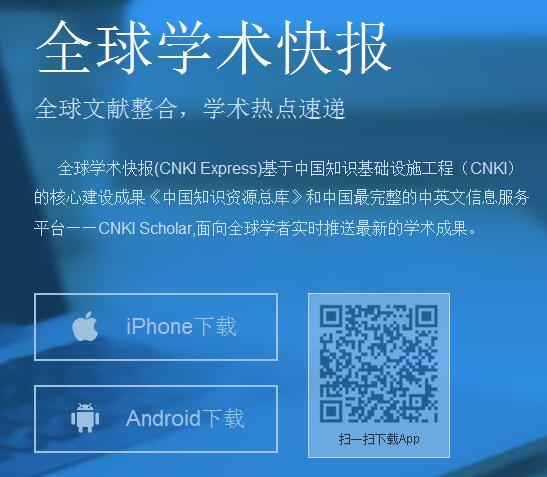 全球学术快报
全球文献整合，学术热点速递
全球学术快报(CNKI Express)基于中国知识基础设施工程（CNKI）
的核心建设成果《中国知识资源总库》和中国最完整的中英文信息服务
平台——CNKI Scholar,面向全球学者实时推送最新的学术成果。
iPhone下载
Android下载
扫一扫下载App